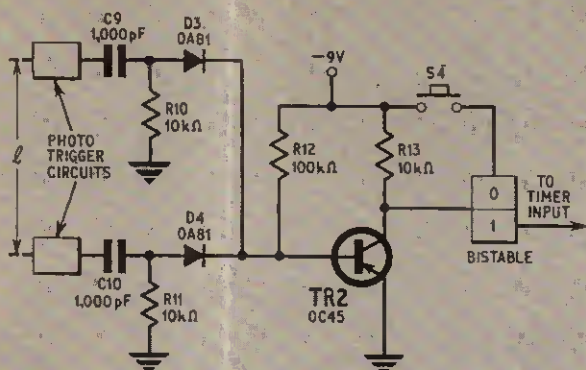 C9
1,000pF
D3
OA81
R10
10kΩ
PHOTO
TRIGGER
CIRCUITS
ℓ
D4
OA81
C10
1,000pF
R11
10kΩ
-9V
S4
R12
100kΩ
R13
10kΩ
TR2
OC45
0
1
BISTABLE
TO
TIMER
INPUT